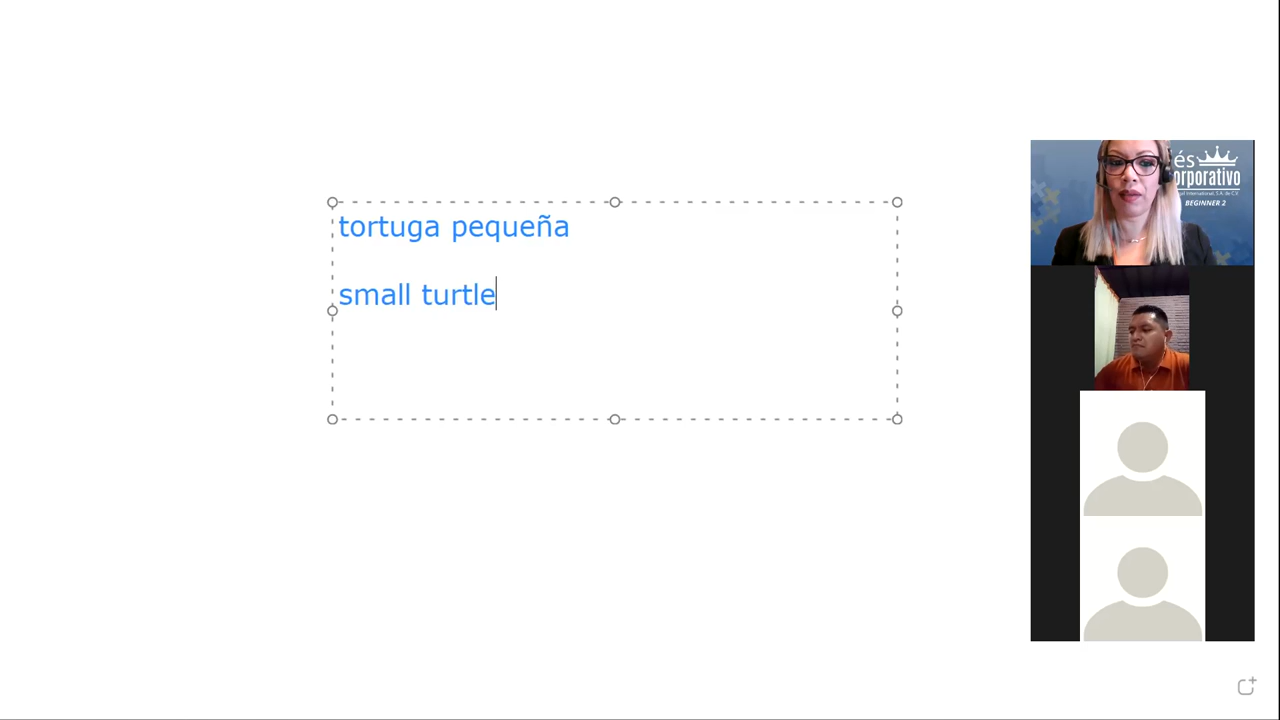 tortuga pequeña
small turtle
és
orporativo
BEGINNER 2